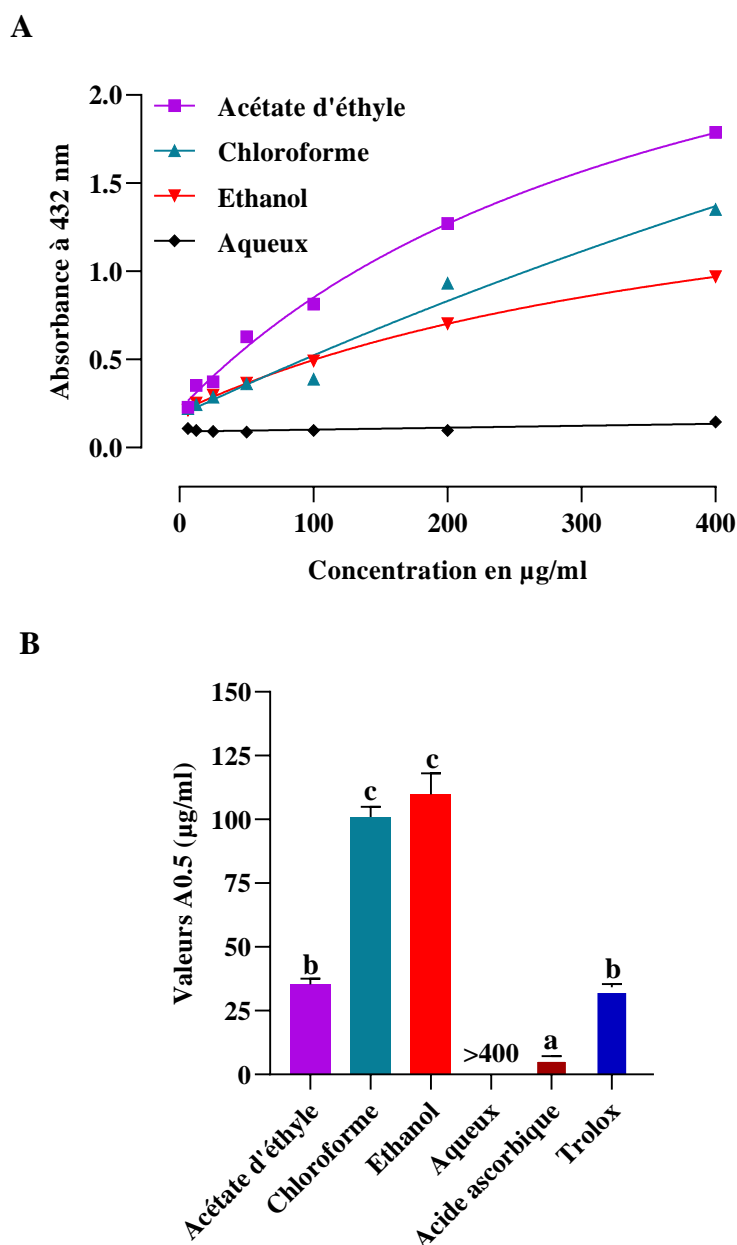 A
Acétate d'éthyle
Chloroforme
Ethanol
Aqueux
Absorbance à 432 nm
2.0
1.5
1.0
0.5
0.0
0 100 200 300 400
Concentration en µg/ml
B
Valeurs A0.5 (µg/ml)
150
125
100
75
50
25
0
b c c >400 a b
Acétate d'éthyle
Chloroforme
Ethanol
Aqueux
Acide ascorbique
Trolox